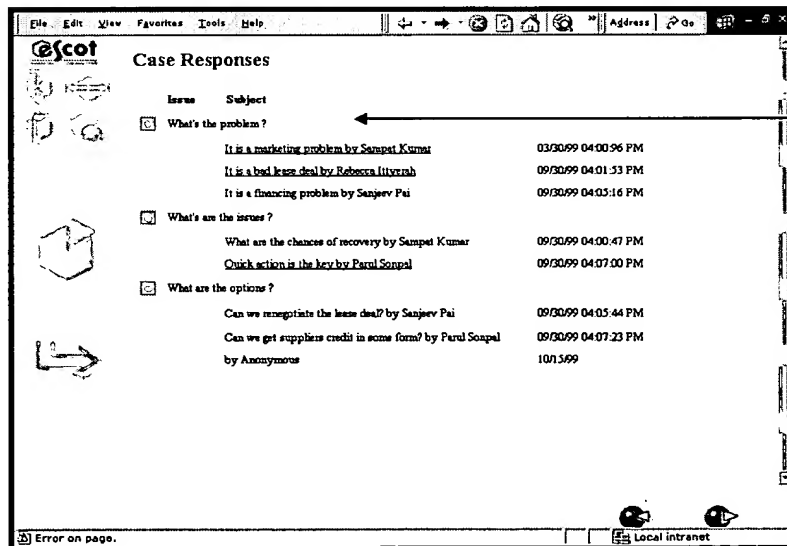 File Edit View Favorites Tools Help » Address Go
escot
Case Responses
Issue Subject
What's the problem ?
It is a marketing problem by Sampat Kumar 03/30/99 04:00:96 PM
It is a bad lease deal by Rebecca Ittyerah 09/30/99 04:01:53 PM
It is a financing problem by Sanjeev Pai 09/30/99 04:05:16 PM
What's are the issues ?
What are the chances of recovery by Sampat Kumar 09/30/99 04:00:47 PM
Quick action is the key by Parul Sonpal 09/30/99 04:07:00 PM
What are the options ?
Can we renegotiate the lease deal? by Sanjeev Pai 09/30/99 04:05:44 PM
Can we get suppliers credit in some form? by Parul Sonpal 09/30/99 04:07:23 PM
by Anonymous 10/15/99
Error on page. Local intranet